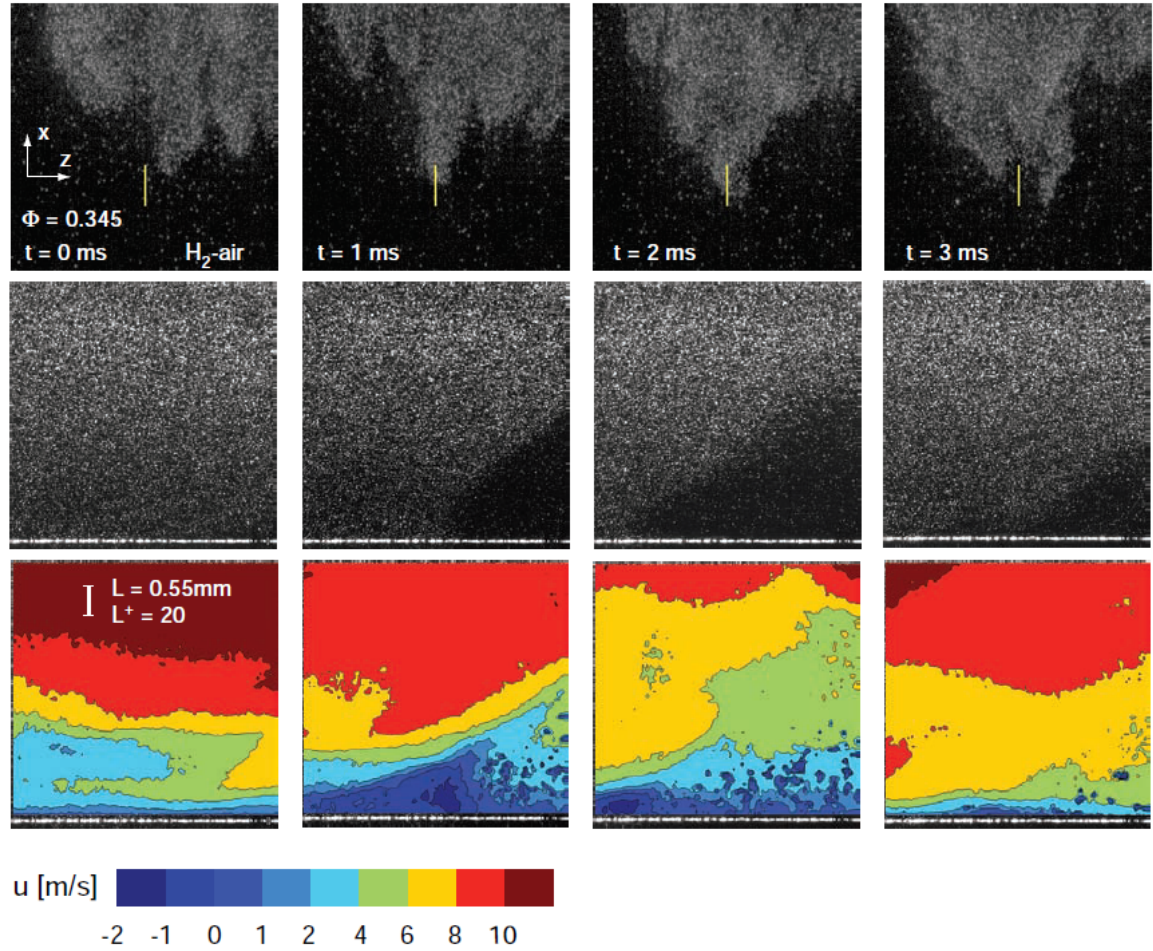 x
z
Φ = 0.345
t = 0 ms H₂-air
t = 1 ms
t = 2 ms
t = 3 ms
L = 0.55mm
L⁺ = 20
u [m/s]
-2 -1 0 1 2 4 6 8 10